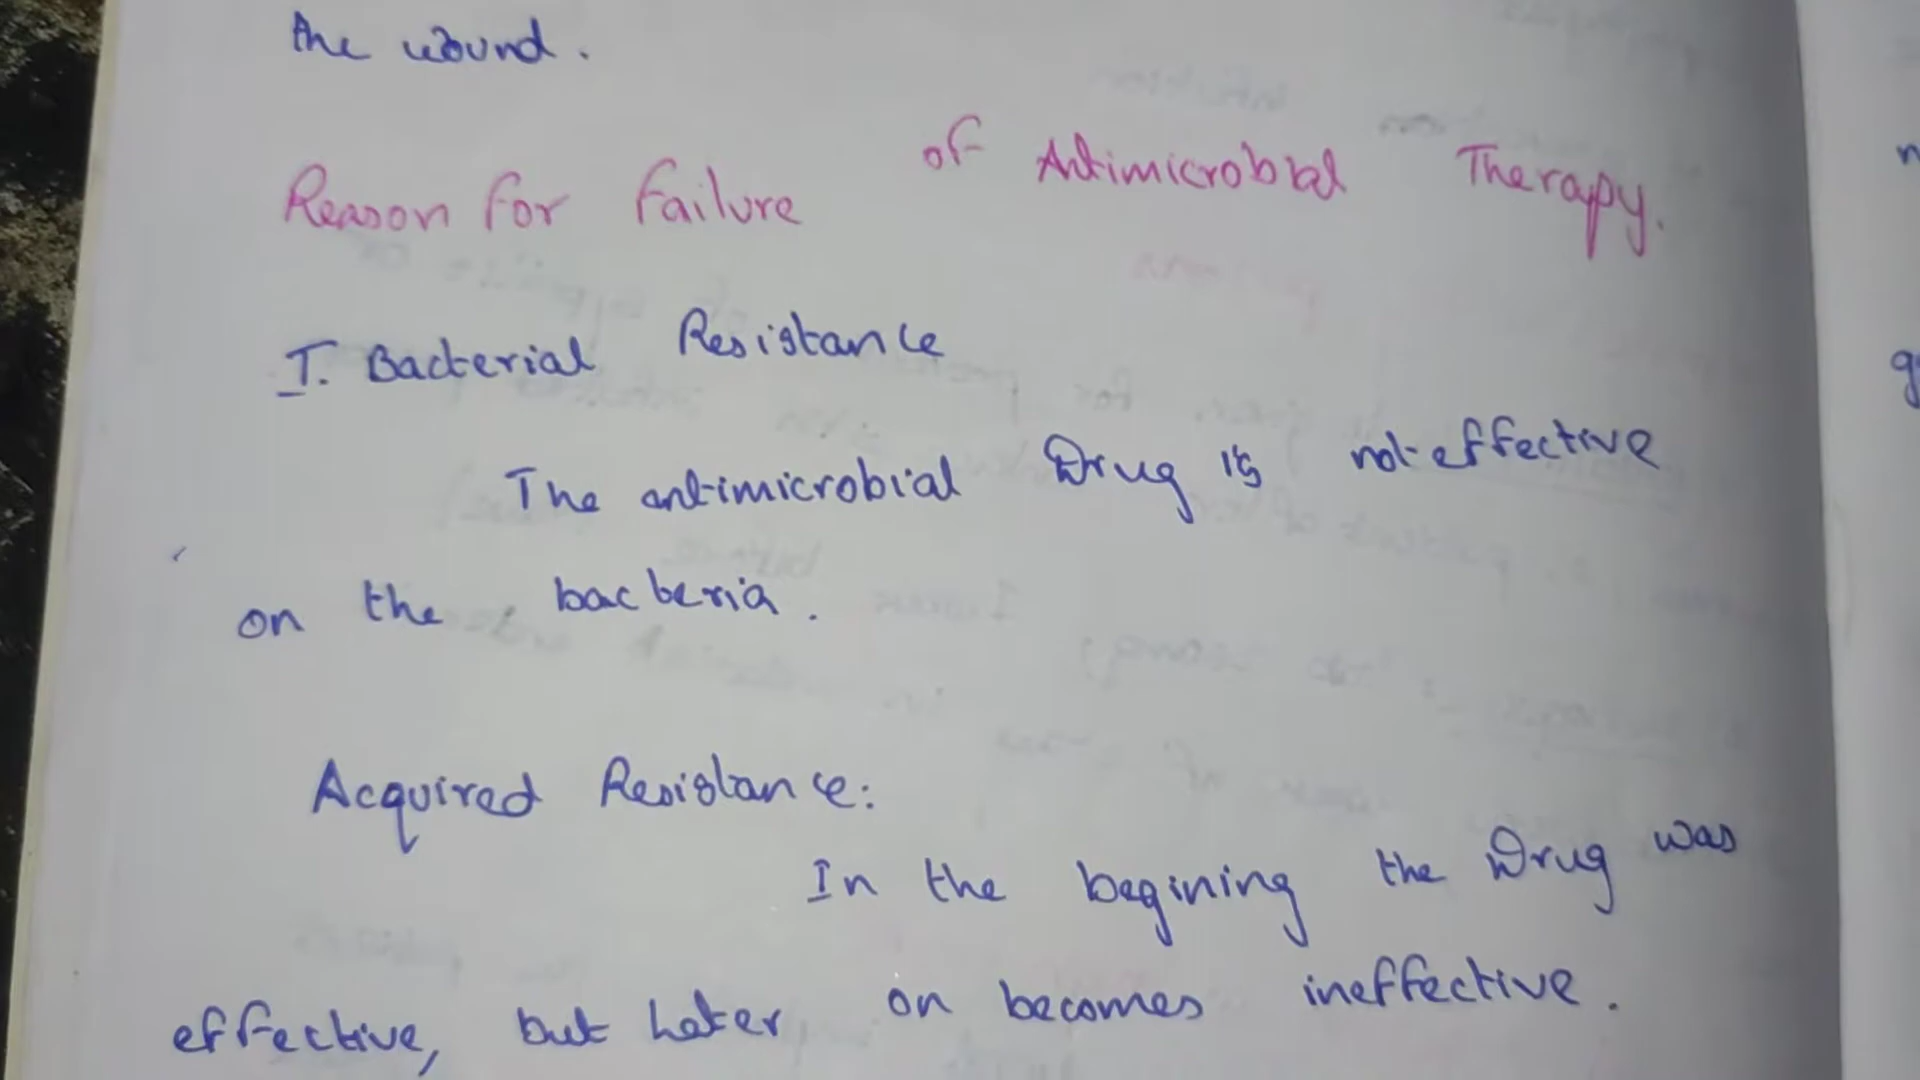 the wound.
Reason for Failure of Antimicrobial Therapy.
I. Bacterial Resistance
The antimicrobial Drug is not effective
on the bacteria.
Acquired Resistance:
In the begining the Drug was
effective, but later on becomes ineffective.